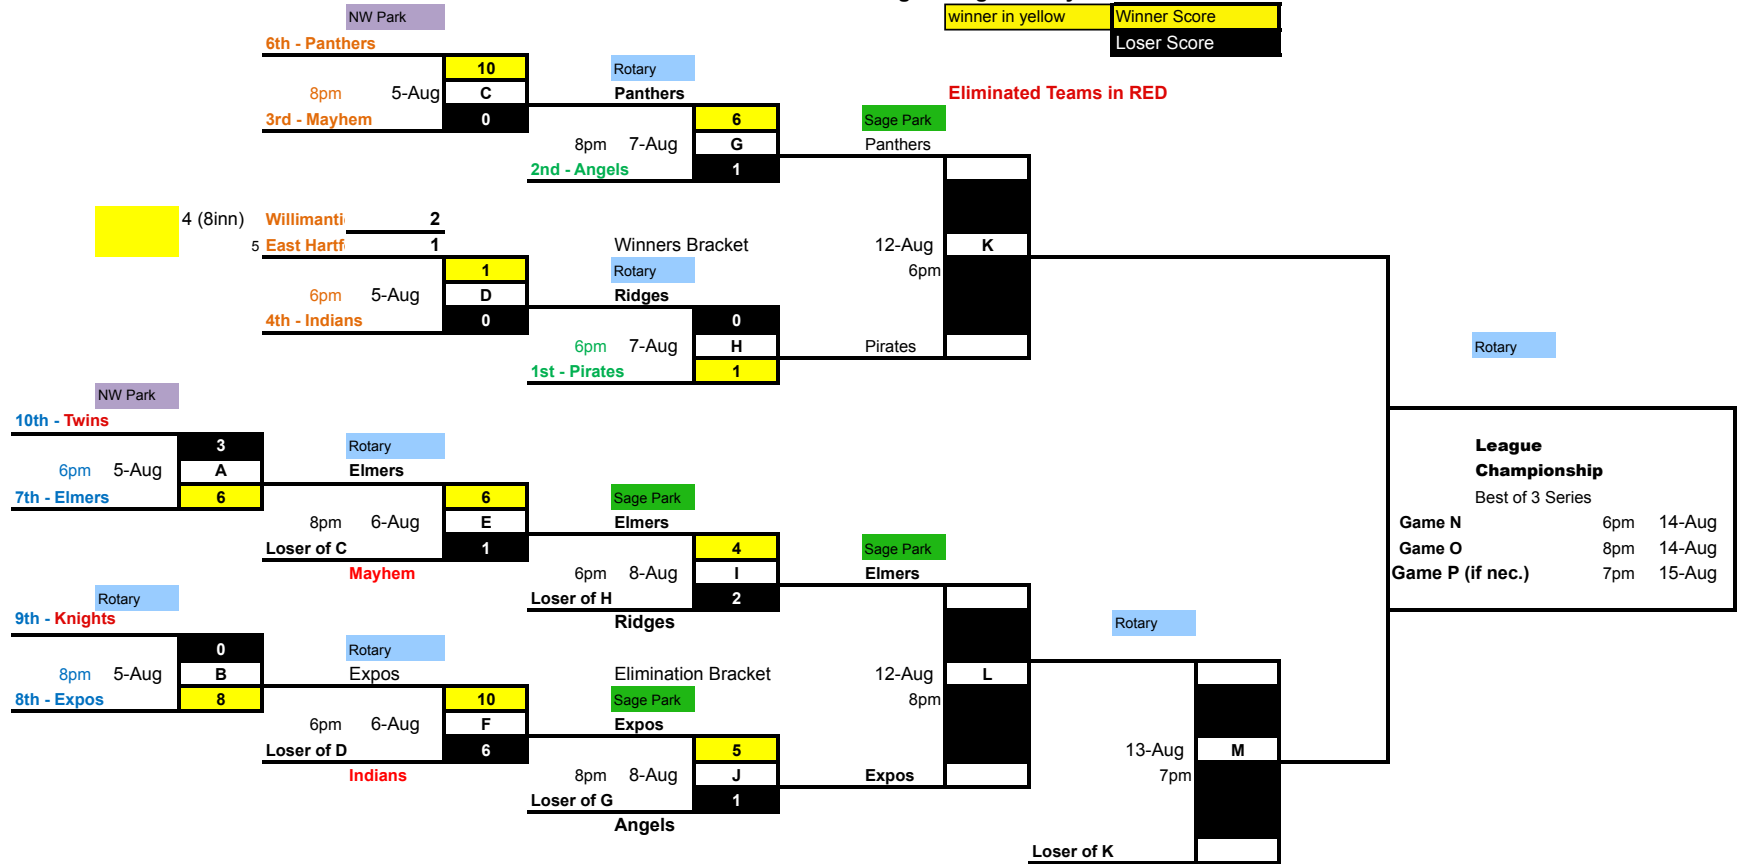 winner in yellow Winner Score
Loser Score
NW Park
6th - Panthers
10
8pm 5-Aug C
3rd - Mayhem 0
Rotary
Panthers
6
8pm 7-Aug G
2nd - Angels 1
Eliminated Teams in RED
Sage Park
Panthers
4 (8inn) Willimanti 2
5 East Hartf 1
1
6pm 5-Aug D
4th - Indians 0
Winners Bracket
Rotary
Ridges
0
6pm 7-Aug H
1st - Pirates 1
12-Aug K
6pm
Pirates
Rotary
NW Park
10th - Twins
3
6pm 5-Aug A
7th - Elmers 6
Rotary
Elmers
6
8pm 6-Aug E
Loser of C 1
Mayhem
Sage Park
Elmers
4
6pm 8-Aug I
Loser of H 2
Ridges
Sage Park
Elmers
League
Championship
Best of 3 Series
Game N 6pm 14-Aug
Game O 8pm 14-Aug
Game P (if nec.) 7pm 15-Aug
Rotary
9th - Knights
0
8pm 5-Aug B
8th - Expos 8
Rotary
Expos
10
6pm 6-Aug F
Loser of D 6
Indians
Elimination Bracket
Sage Park
Expos
5
8pm 8-Aug J
Loser of G 1
Angels
12-Aug L
8pm
Expos
Rotary
13-Aug M
7pm
Loser of K